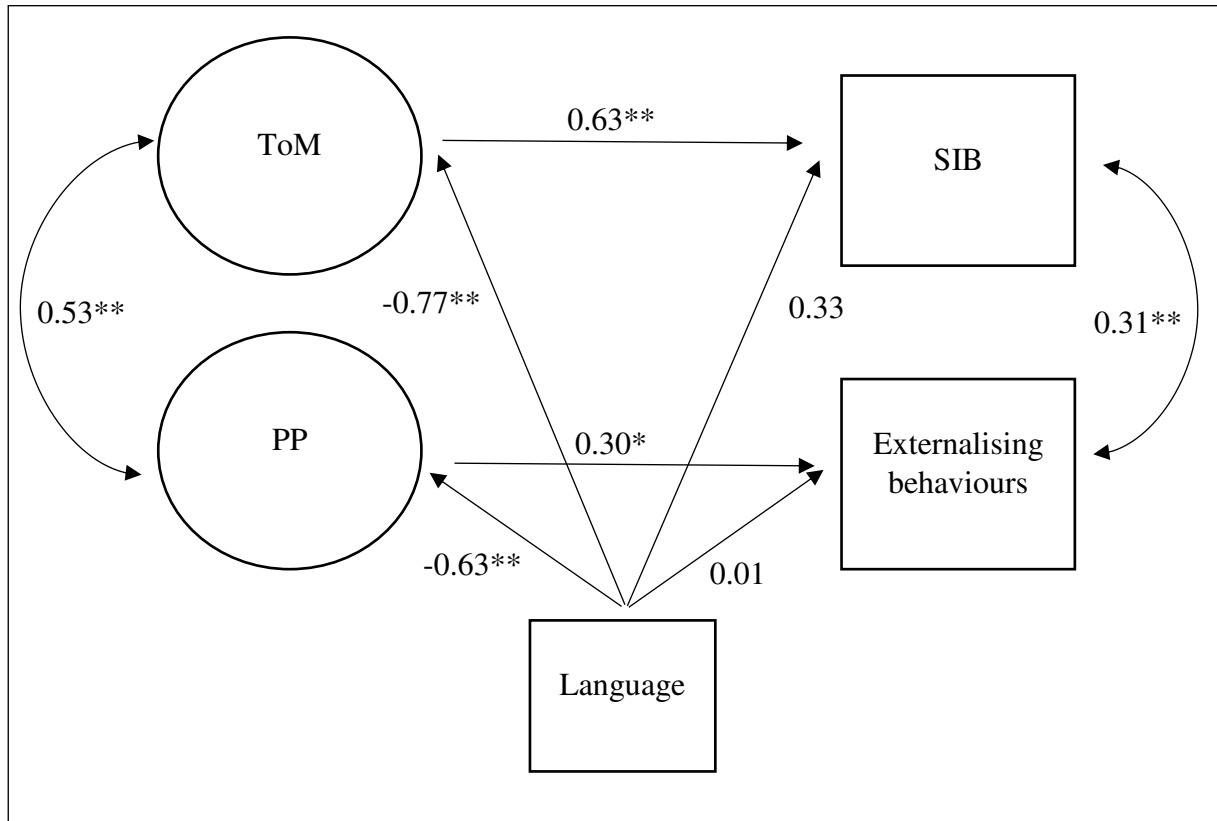 ToM
0.63**
SIB
0.53**
-0.77**
0.33
0.31**
PP
0.30*
Externalising
behaviours
-0.63**
0.01
Language